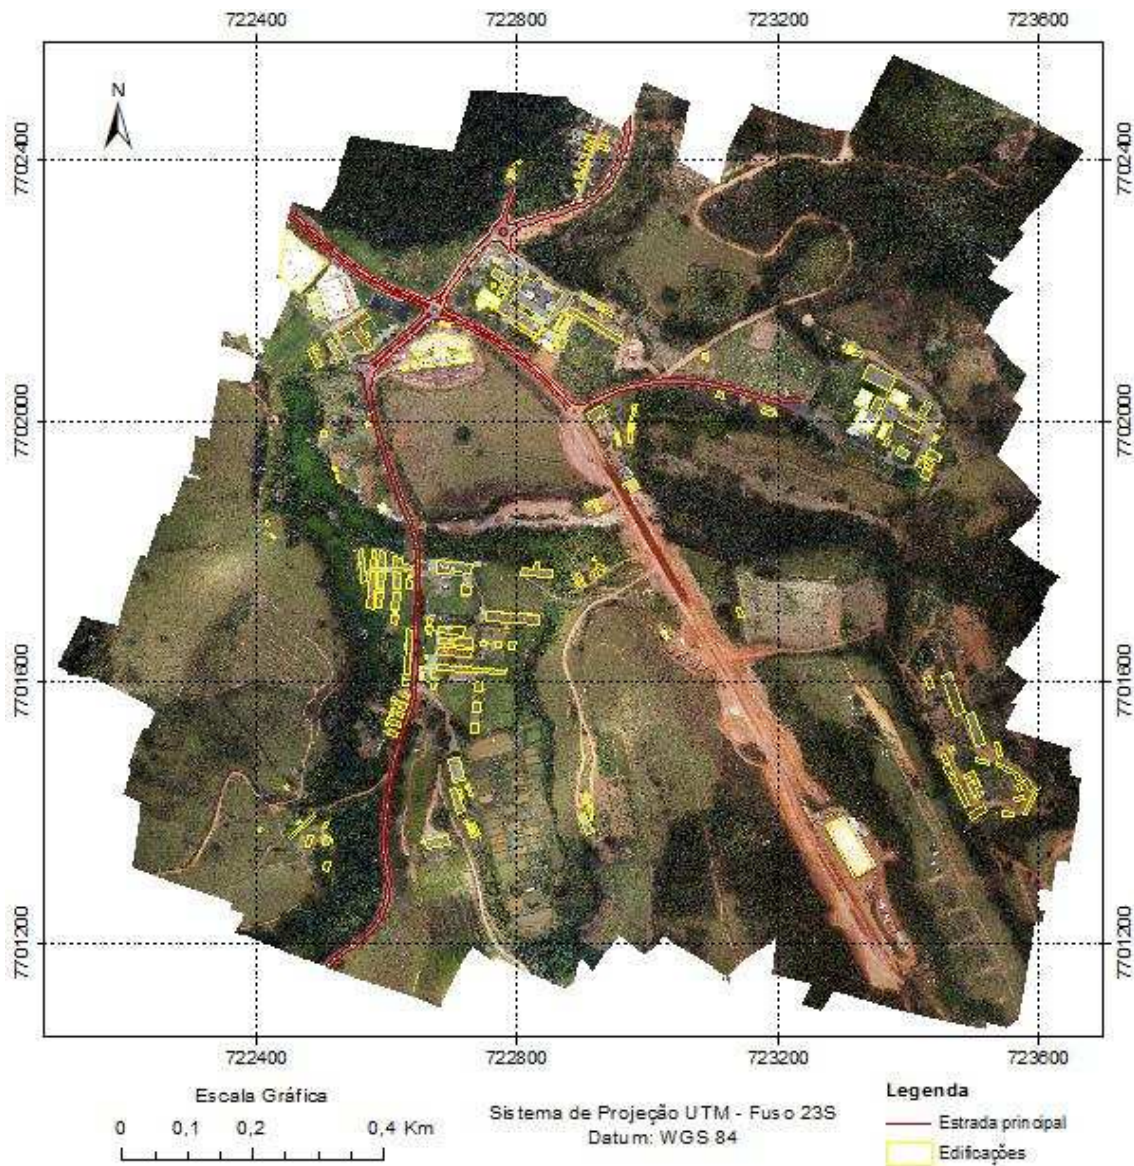 722400 722800 723200 723600
N
7702400 7702400
7702000 7702000
7701600 7701600
7701200 7701200
722400 722800 723200 723600
Escala Gráfica
0 0,1 0,2 0,4 Km
Sistema de Projeção UTM - Fuso 23S
Datum: WGS 84
Legenda
Estrada principal
Edificações